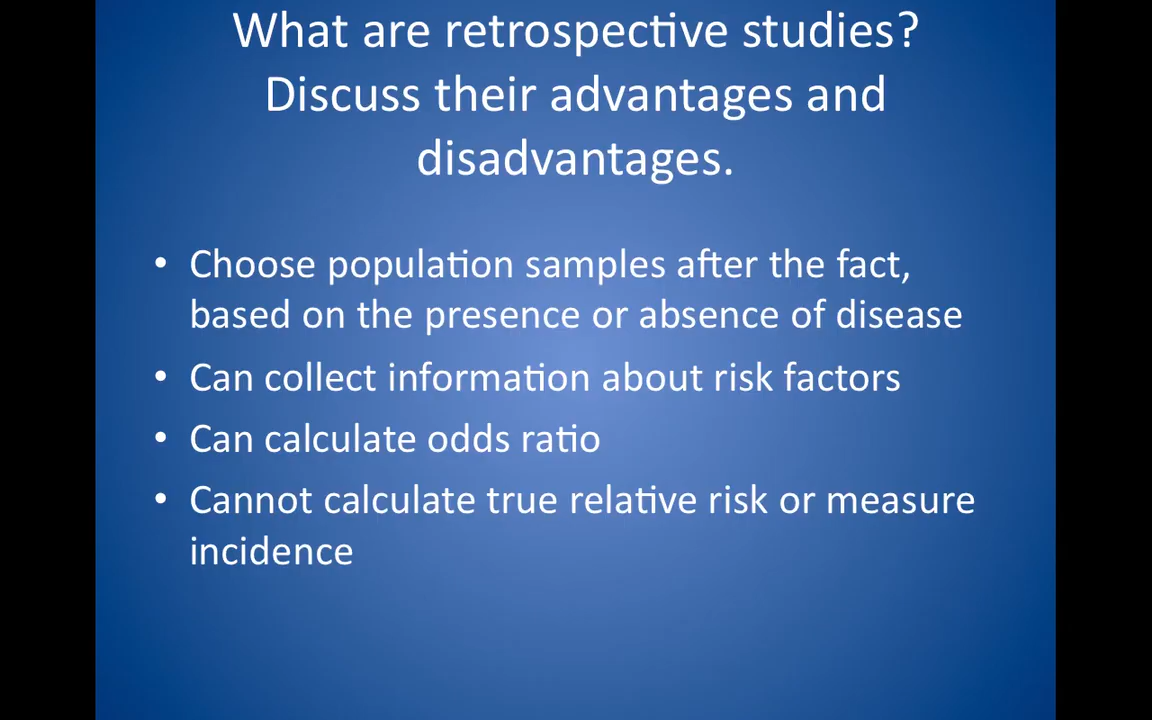 What are retrospective studies?
Discuss their advantages and
disadvantages.
• Choose population samples after the fact,
based on the presence or absence of disease
• Can collect information about risk factors
• Can calculate odds ratio
• Cannot calculate true relative risk or measure
incidence